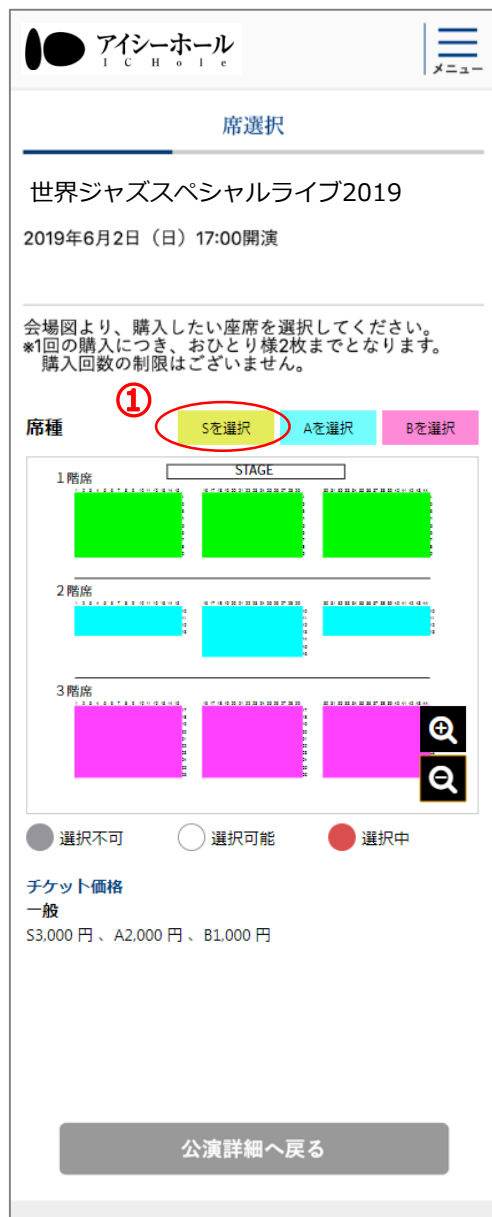 アイシーホール
IC Hole
メニュー
席選択
世界ジャズスペシャルライブ2019
2019年6月2日（日）17:00開演
会場図より、購入したい座席を選択してください。
※1回の購入につき、おひとり様2枚までとなります。
購入回数の制限はございません。
①
席種 Sを選択 Aを選択 Bを選択
STAGE
1階席
2階席
3階席
選択不可 選択可能 選択中
チケット価格
一般
S3,000 円 、A2,000 円 、B1,000 円
公演詳細へ戻る